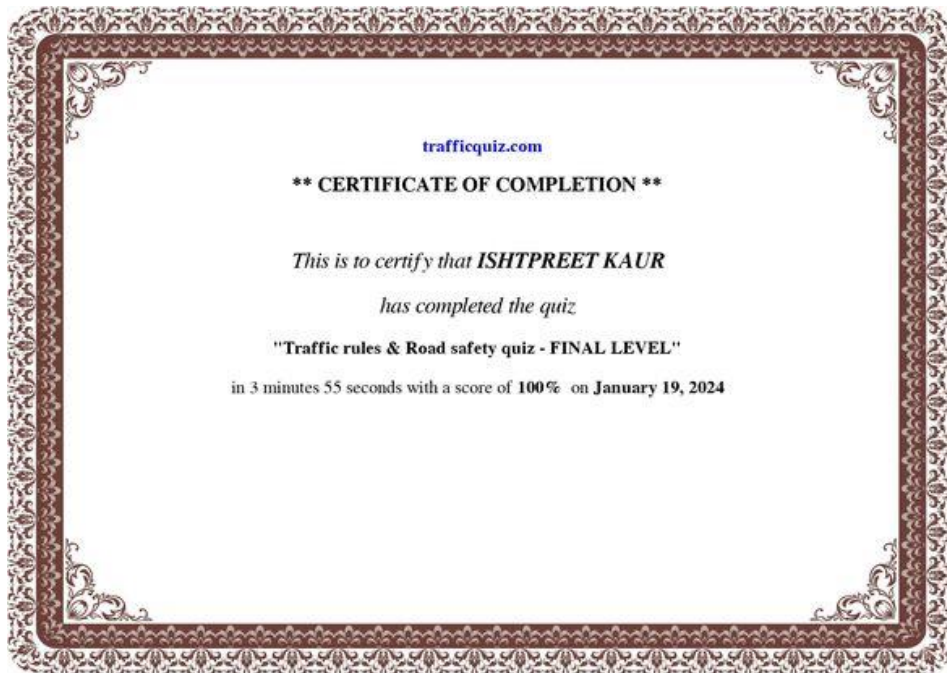 trafficquiz.com
** CERTIFICATE OF COMPLETION **
This is to certify that ISHTPREET KAUR
has completed the quiz
"Traffic rules & Road safety quiz - FINAL LEVEL"
in 3 minutes 55 seconds with a score of 100% on January 19, 2024